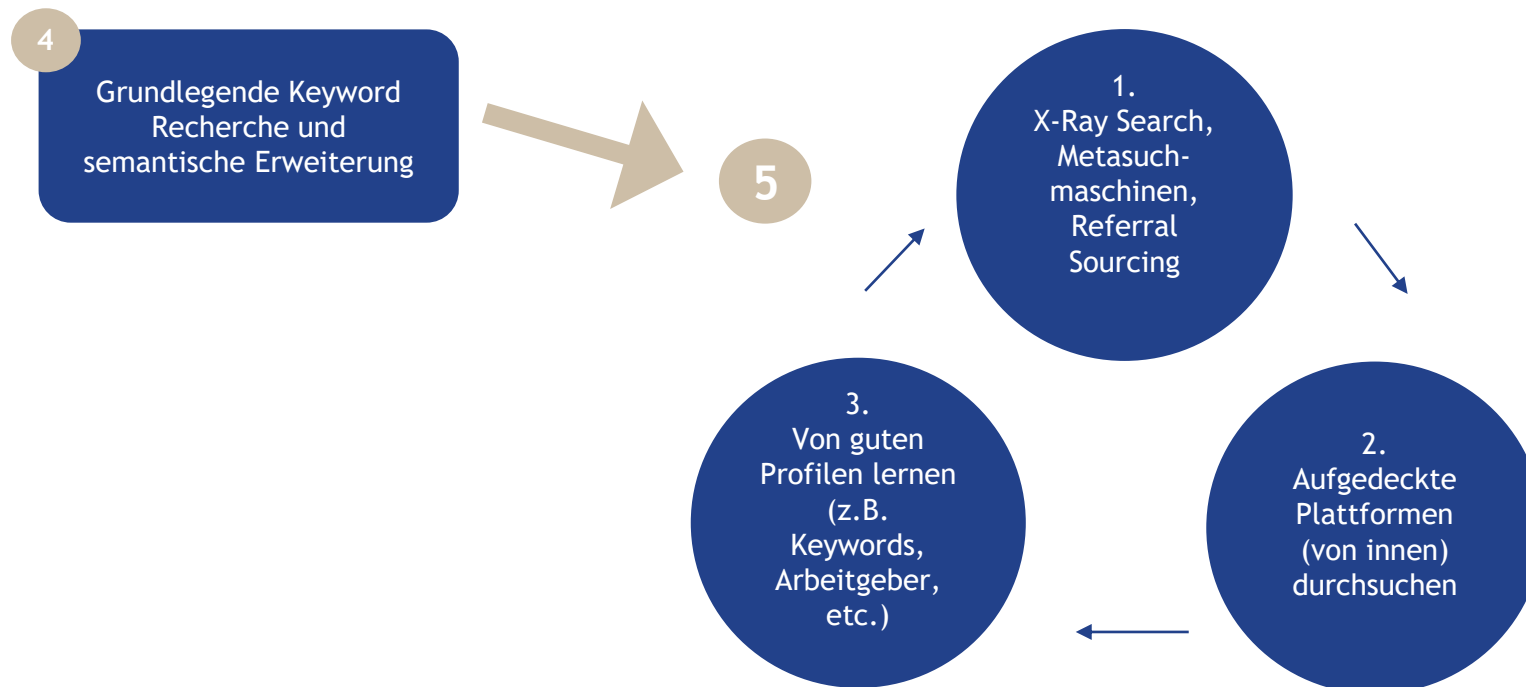 4
Grundlegende Keyword
Recherche und
semantische Erweiterung
5
1.
X-Ray Search,
Metasuch-
maschinen,
Referral
Sourcing
2.
Aufgedeckte
Plattformen
(von innen)
durchsuchen
3.
Von guten
Profilen lernen
(z.B.
Keywords,
Arbeitgeber,
etc.)